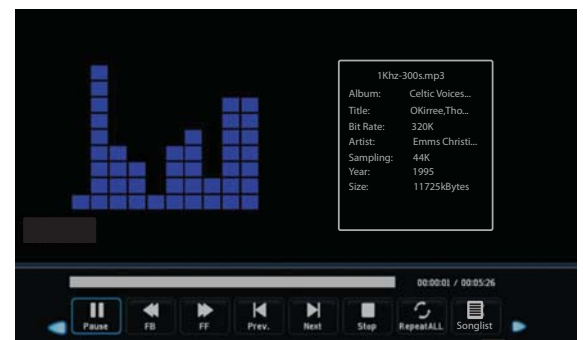 1Khz-300s.mp3
Album: Celtic Voices...
Title: OKirree,Tho...
Bit Rate: 320K
Artist: Emms Christi...
Sampling: 44K
Year: 1995
Size: 11725kBytes
00:00:01 / 00:05:26
Pause FB FF Prev. Next Stop RepeatALL Songlist